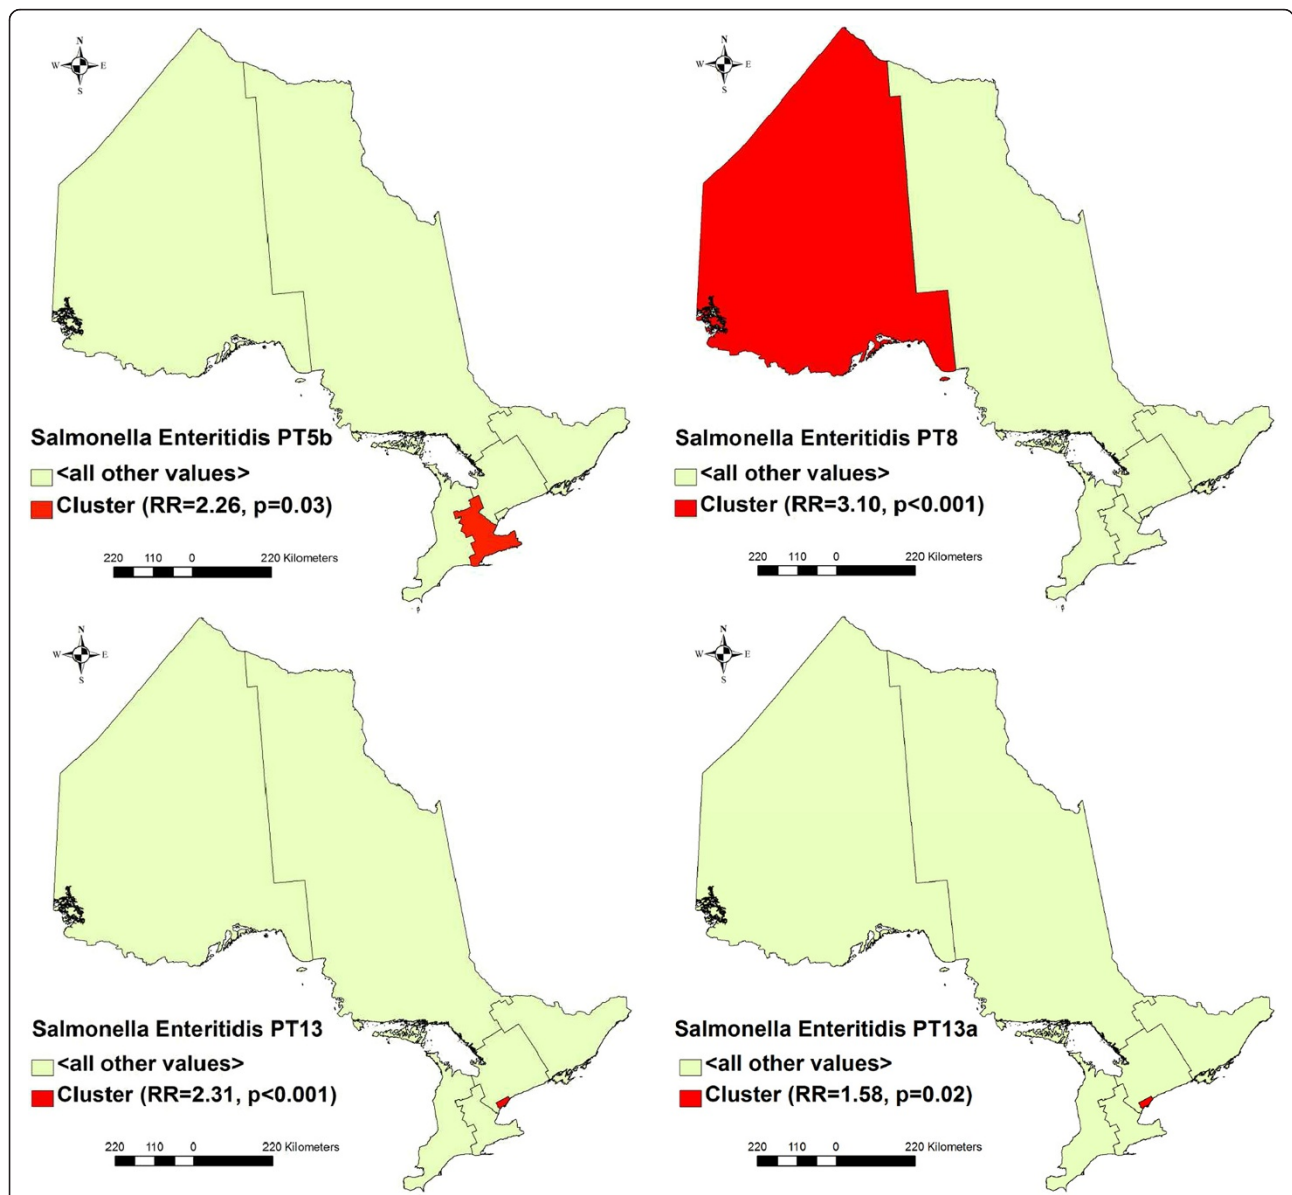 N
W E
S
Salmonella Enteritidis PT5b
<all other values>
Cluster (RR=2.26, p=0.03)
220 110 0 220 Kilometers
N
W E
S
Salmonella Enteritidis PT8
<all other values>
Cluster (RR=3.10, p<0.001)
220 110 0 220 Kilometers
N
W E
S
Salmonella Enteritidis PT13
<all other values>
Cluster (RR=2.31, p<0.001)
220 110 0 220 Kilometers
N
W E
S
Salmonella Enteritidis PT13a
<all other values>
Cluster (RR=1.58, p=0.02)
220 110 0 220 Kilometers